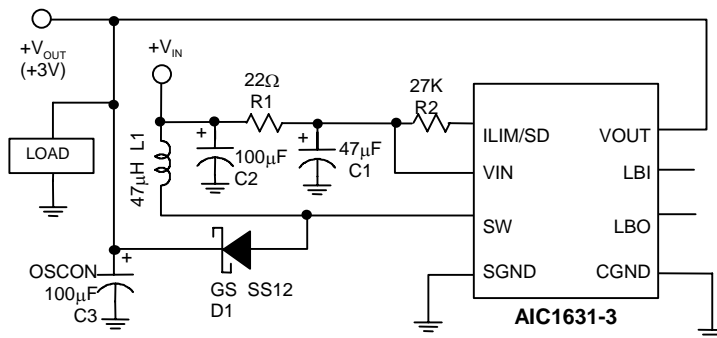 +VOUT
(+3V)
+VIN
22Ω
R1
27K
R2
ILIM/SD
VOUT
LOAD
47μH L1
+
100μF
C2
+
47μF
C1
VIN
LBI
SW
LBO
OSCON
+
100μF
C3
GS SS12
D1
SGND
CGND
AIC1631-3